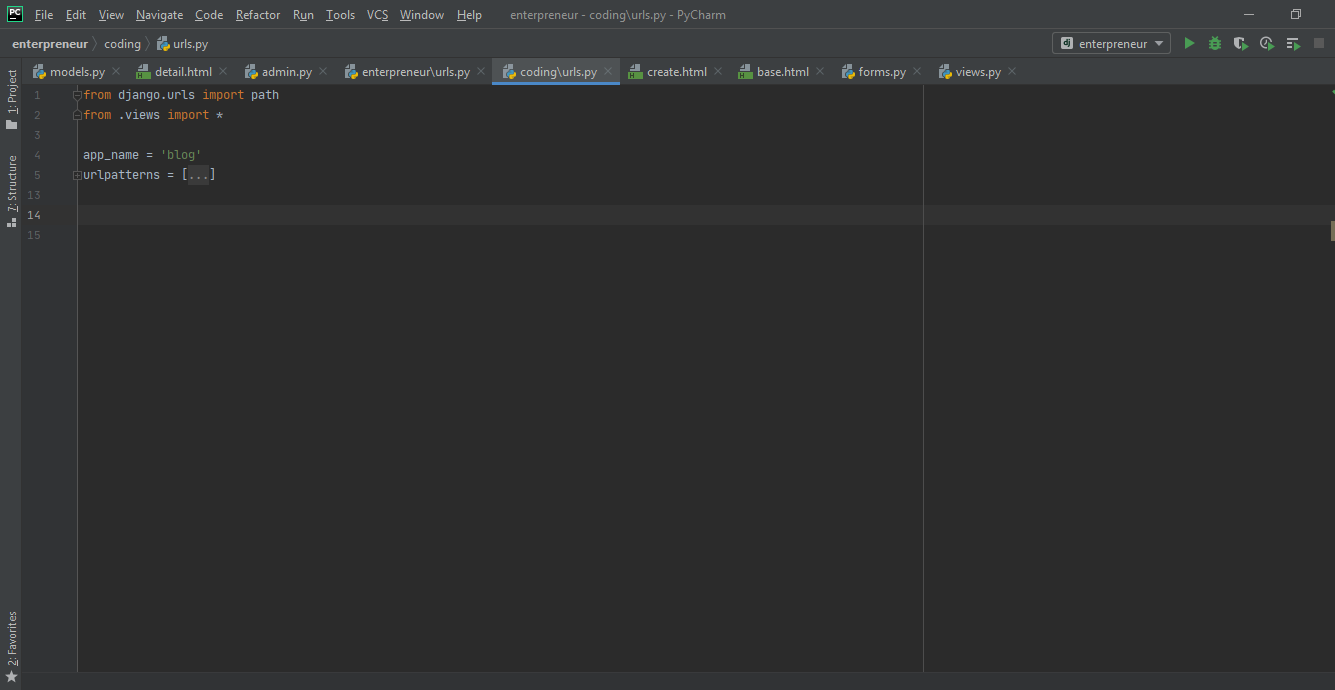 PC File Edit View Navigate Code Refactor Run Tools VCS Window Help enterpreneur - coding\urls.py - PyCharm
enterpreneur coding urls.py dj enterpreneur
models.py detail.html admin.py enterpreneur\urls.py coding\urls.py create.html base.html forms.py views.py
1: Project
7: Structure
2: Favorites
1 from django.urls import path
2 from .views import *
3
4 app_name = 'blog'
5 urlpatterns = [...]
13
14
15